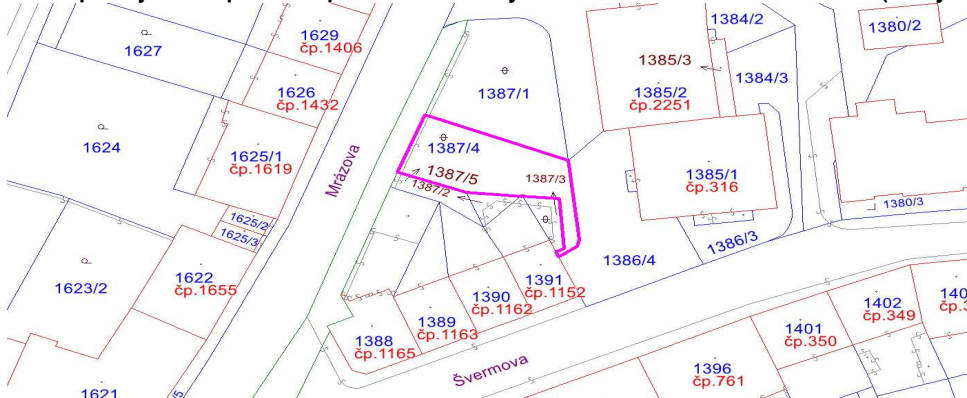 1384/2
1380/2
1629
čp.1406
1627
1385/3
1384/3
1626
čp.1432
1387/1
1385/2
čp.2251
1624
1625/1
čp.1619
1387/4
Mrázova
1387/5
1387/2
1387/3
1385/1
čp.316
1380/3
1625/2
1625/3
1386/3
1386/4
1622
čp.1655
1623/2
1391
čp.1152
1390
čp.1162
1389
čp.1163
1388
čp.1165
1402
čp.349
1401
čp.350
Švermova
1396
čp.761
1621